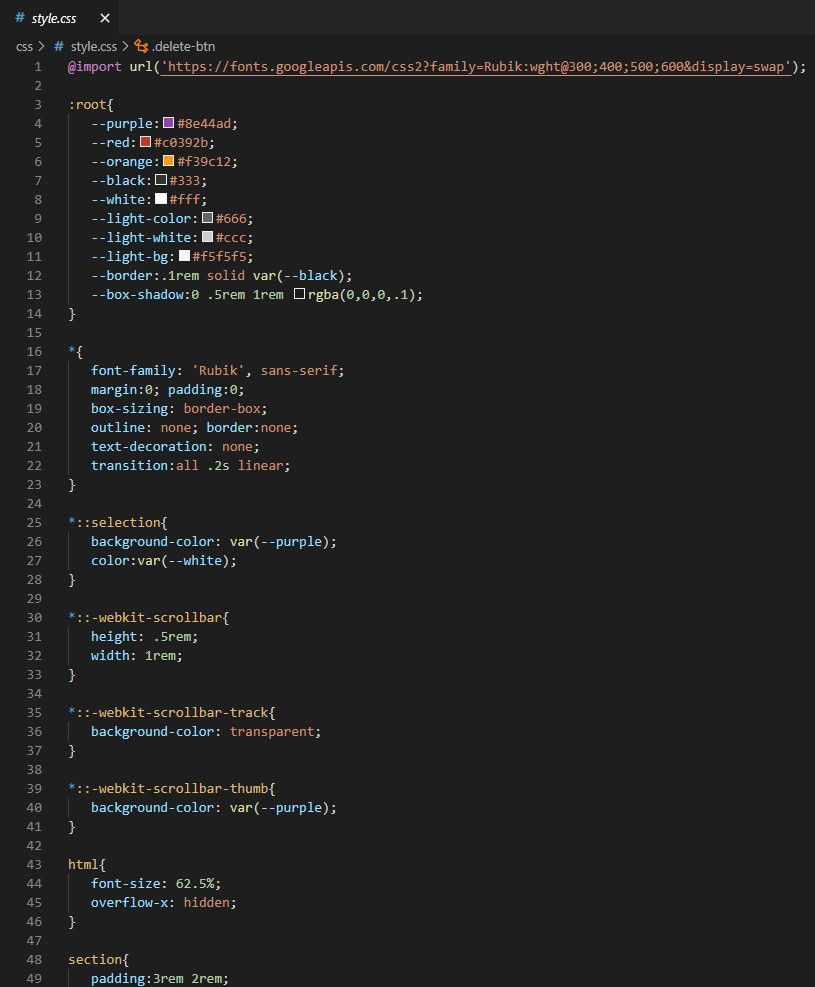 # style.css ×
css > # style.css > .delete-btn
1 @import url('https://fonts.googleapis.com/css2?family=Rubik:wght@300;400;500;600&display=swap');
2
3 :root{
4 --purple:#8e44ad;
5 --red:#c0392b;
6 --orange:#f39c12;
7 --black:#333;
8 --white:#fff;
9 --light-color:#666;
10 --light-white:#ccc;
11 --light-bg:#f5f5f5;
12 --border:.1rem solid var(--black);
13 --box-shadow:0 .5rem 1rem rgba(0,0,0,.1);
14 }
15
16 *{
17 font-family: 'Rubik', sans-serif;
18 margin:0; padding:0;
19 box-sizing: border-box;
20 outline: none; border:none;
21 text-decoration: none;
22 transition:all .2s linear;
23 }
24
25 *::selection{
26 background-color: var(--purple);
27 color:var(--white);
28 }
29
30 *::-webkit-scrollbar{
31 height: .5rem;
32 width: 1rem;
33 }
34
35 *::-webkit-scrollbar-track{
36 background-color: transparent;
37 }
38
39 *::-webkit-scrollbar-thumb{
40 background-color: var(--purple);
41 }
42
43 html{
44 font-size: 62.5%;
45 overflow-x: hidden;
46 }
47
48 section{
49 padding:3rem 2rem;